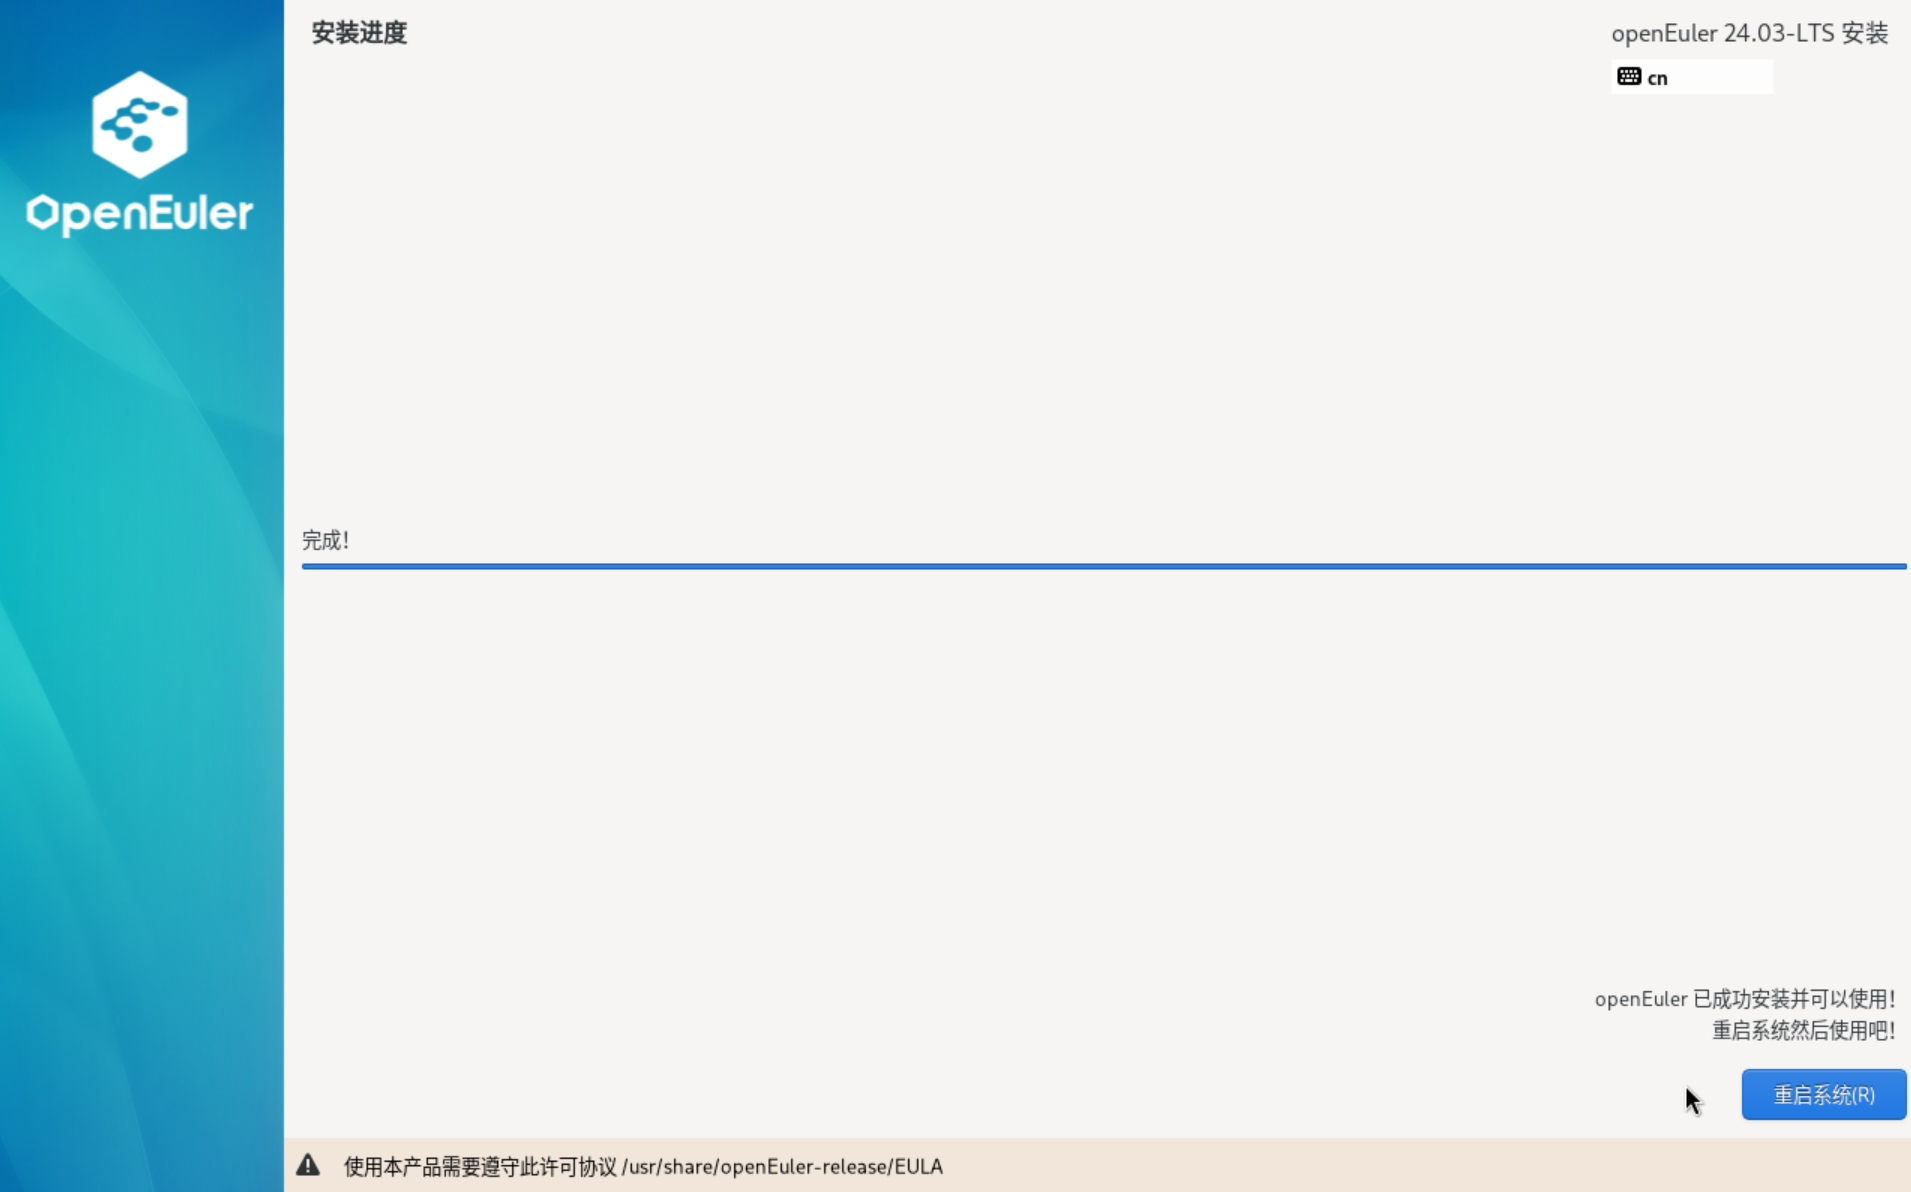 安装进度
openEuler 24.03-LTS 安装
cn
OpenEuler
完成！
openEuler 已成功安装并可以使用！
重启系统然后使用吧！
重启系统(R)
使用本产品需要遵守此许可协议 /usr/share/openEuler-release/EULA